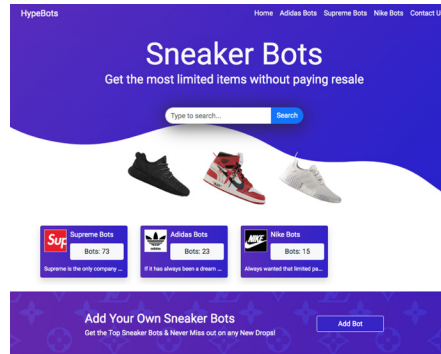 HypeBots
Home Adidas Bots Supreme Bots Nike Bots Contact U
Sneaker Bots
Get the most limited items without paying resale
Type to search... Search
Sup Supreme Bots
Bots: 73
Supreme is the only company ...
adidas Adidas Bots
Bots: 23
If it has always been a dream ...
NIKE Nike Bots
Bots: 15
Always wanted that limited pa...
Add Your Own Sneaker Bots
Get the Top Sneaker Bots & Never Miss out on any New Drops!
Add Bot